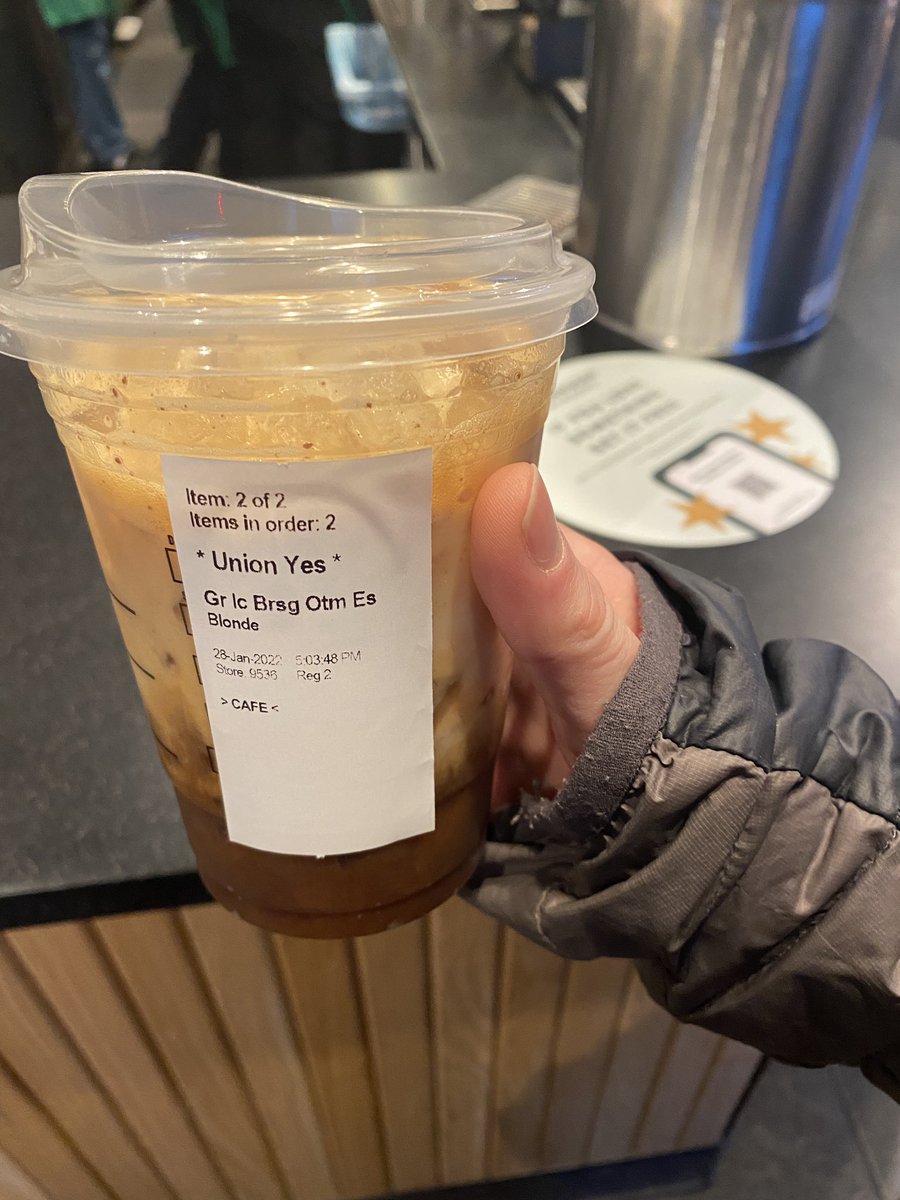 Item: 2 of 2
Items in order: 2
* Union Yes *
Gr Ic Brsg Otm Es
Blonde
28-Jan-2022 5:03:48 PM
Store: 9536 Reg 2
> CAFE <